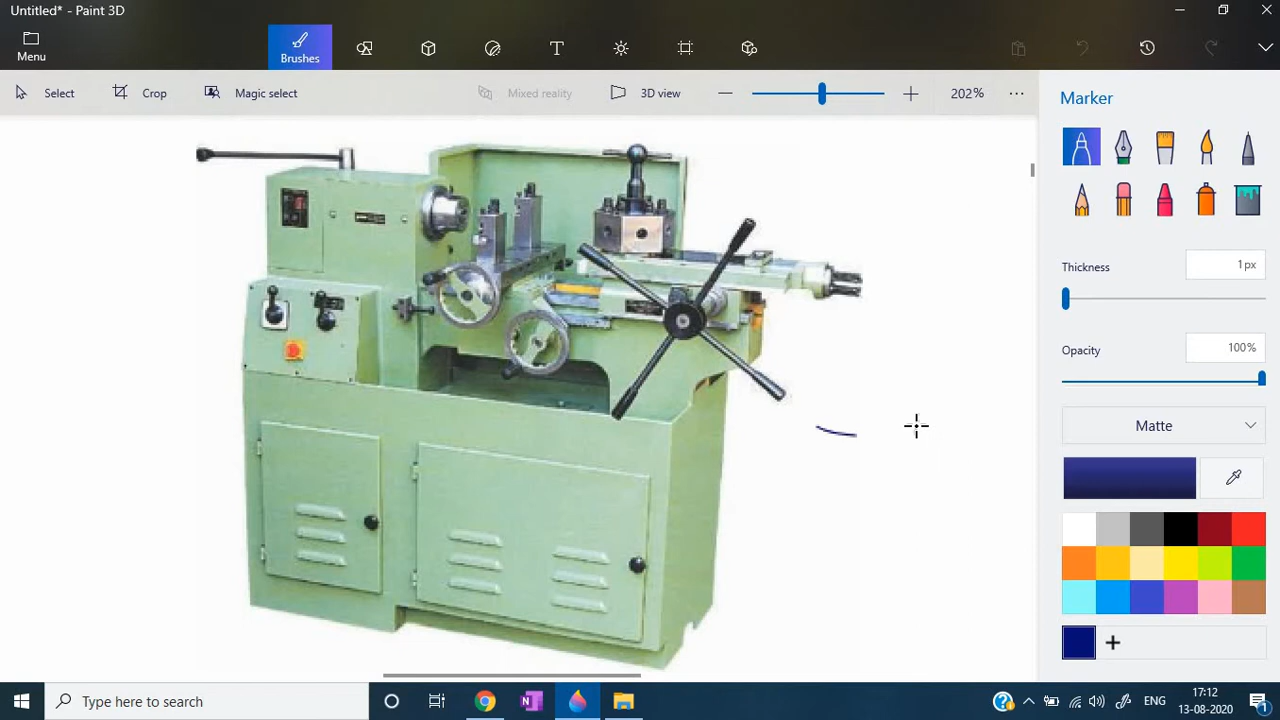 Untitled* - Paint 3D
Menu
Brushes
Select
Crop
Magic select
Mixed reality
3D view
202%
Marker
Thickness
1px
Opacity
100%
Matte
Type here to search
ENG
17:12
13-08-2020
1